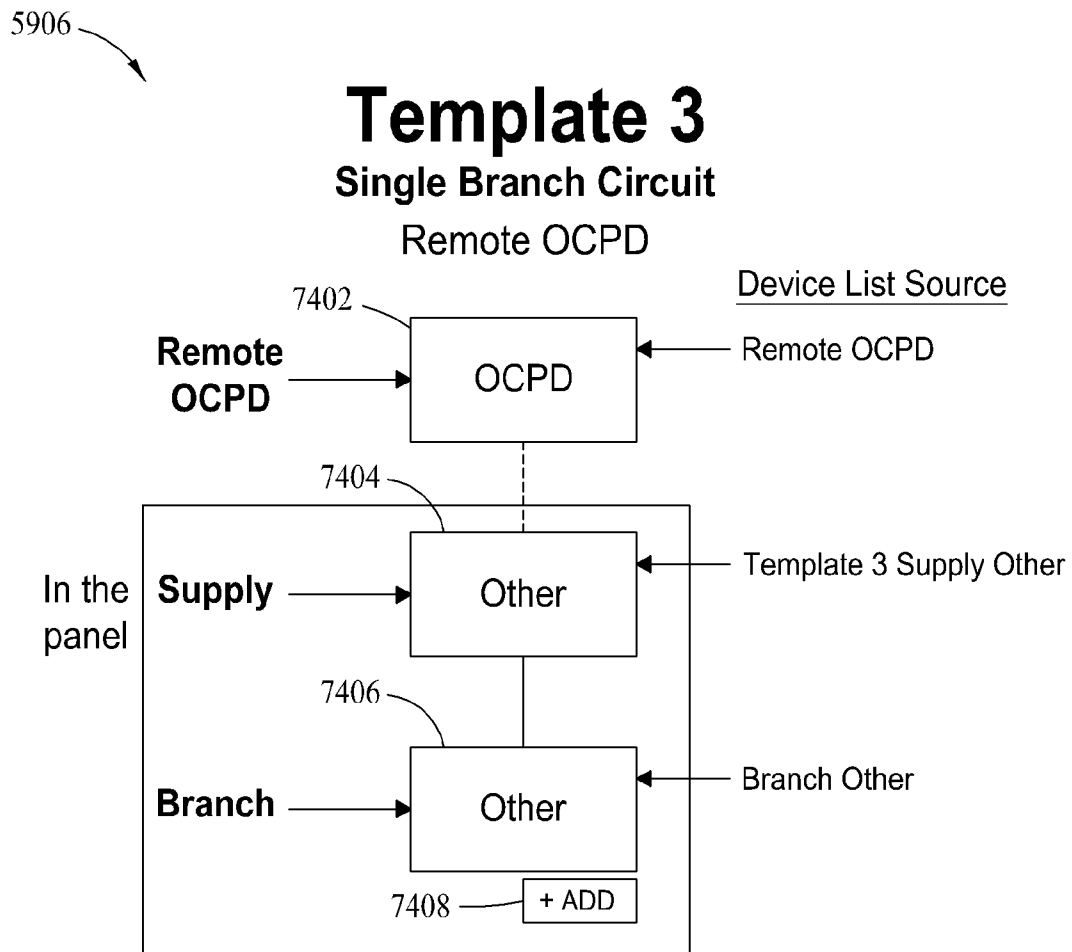 5906
Template 3
Single Branch Circuit
Remote OCPD
Device List Source
7402
Remote
OCPD
OCPD
Remote OCPD
7404
In the
panel
Supply
Other
Template 3 Supply Other
7406
Branch
Other
Branch Other
7408
+ ADD